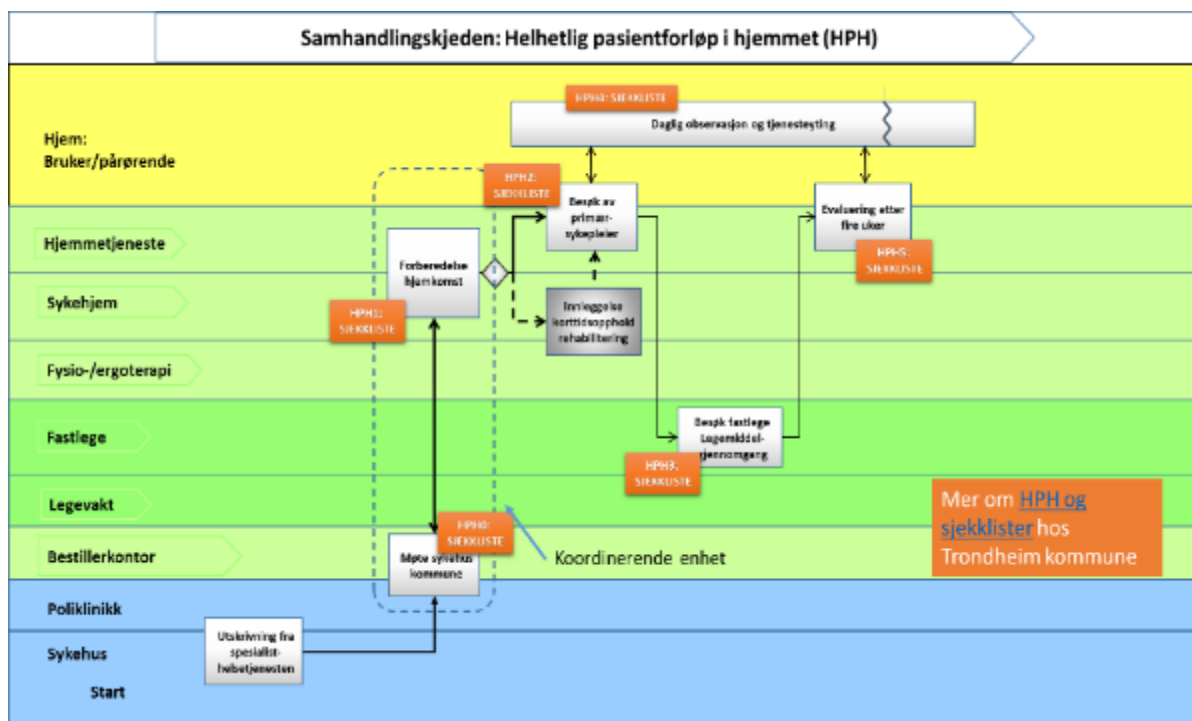 Samhandlingskjeden: Helhetlig pasientforløp i hjemmet (HPH)
HPH4: SJEKKLISTE
Daglig observasjon og tjenesteyting
Hjem:
Bruker/pårørende
HPH2:
SJEKKLISTE
Besøk av
primær-
sykepleier
Evaluering etter
fire uker
HPH5:
SJEKKLISTE
Hjemmetjeneste
Forberedelse
hjemkomst
Sykehjem
HPH1:
SJEKKLISTE
Innleggelse
korttidsopphold
rehabilitering
Fysio-/ergoterapi
Fastlege
Besøk fastlege
Legemiddel-
gjennomgang
HPH3:
SJEKKLISTE
Legevakt
HPH0:
SJEKKLISTE
Mer om HPH og
sjekklister hos
Trondheim kommune
Bestillerkontor
Møte sykehus
kommune
Koordinerende enhet
Poliklinikk
Utskrivning fra
spesialist-
helsetjenesten
Sykehus
Start